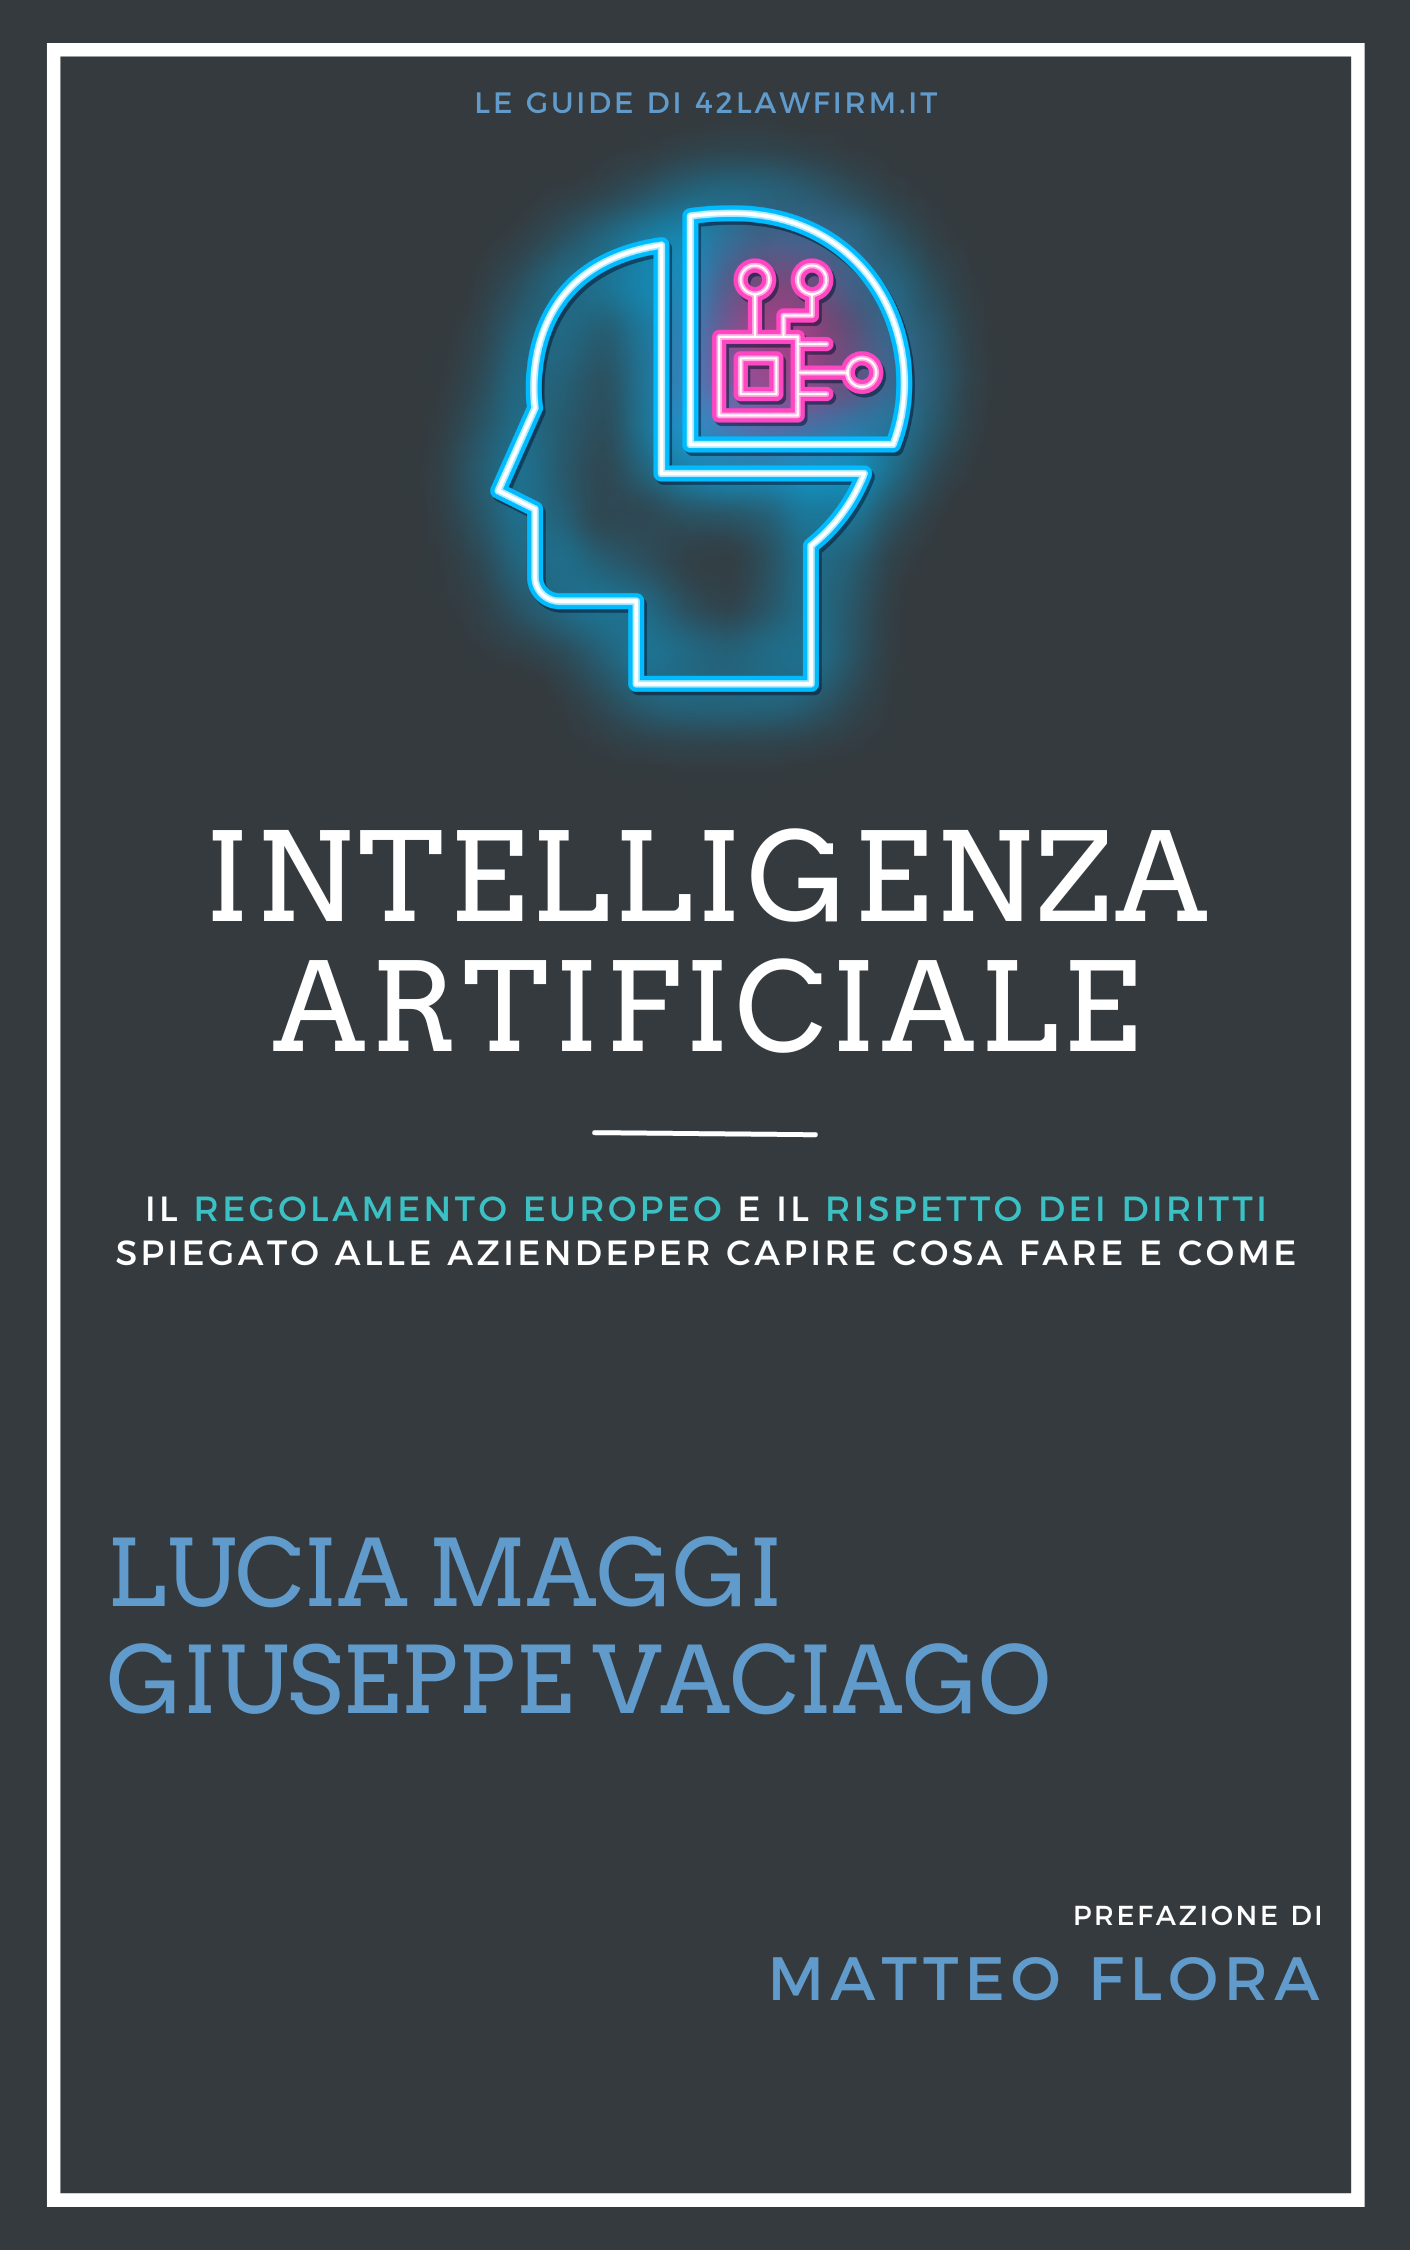 LE GUIDE DI 42LAWFIRM.IT
INTELLIGENZA
ARTIFICIALE
IL REGOLAMENTO EUROPEO E IL RISPETTO DEI DIRITTI
SPIEGATO ALLE AZIENDEPER CAPIRE COSA FARE E COME
LUCIA MAGGI
GIUSEPPE VACIAGO
PREFAZIONE DI
MATTEO FLORA